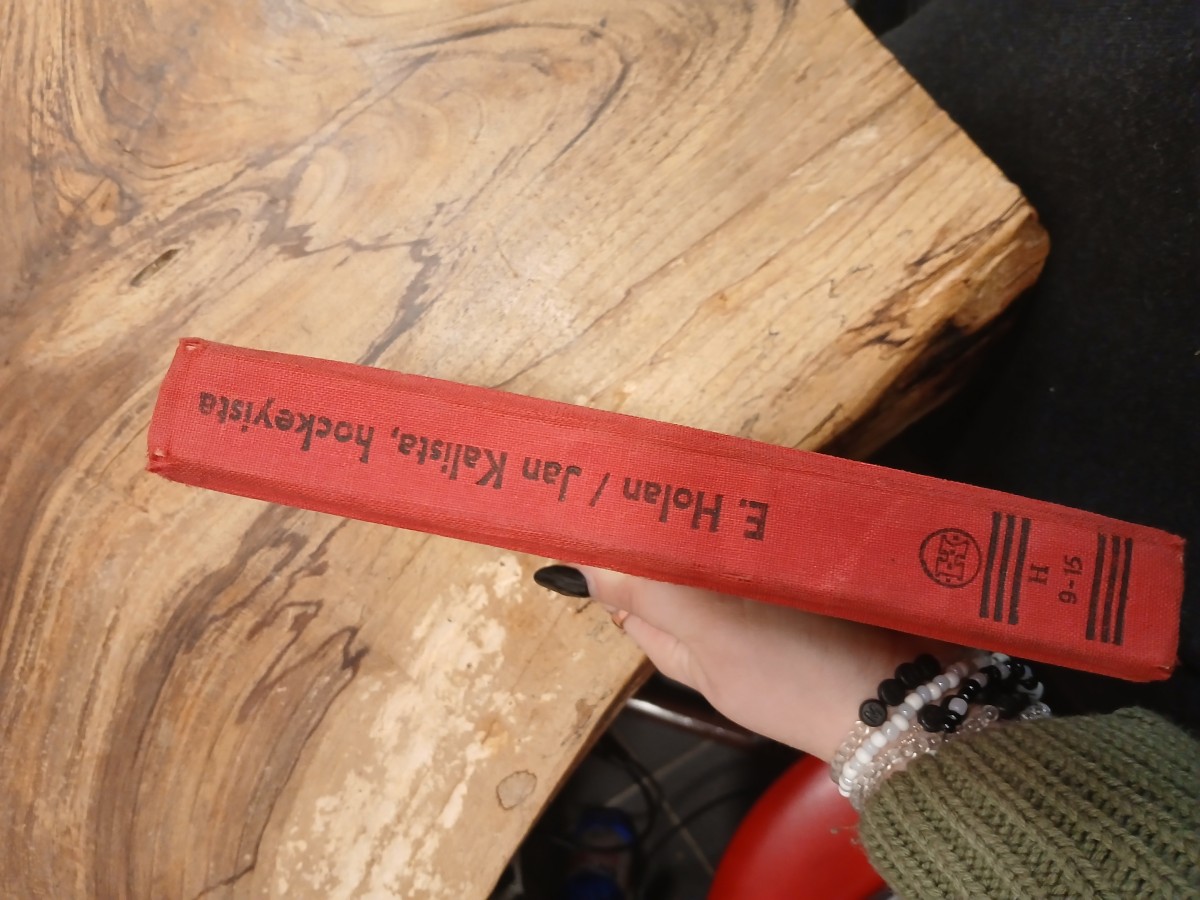 E. Holan / Jan Kalista, hockeyista
H
9-15